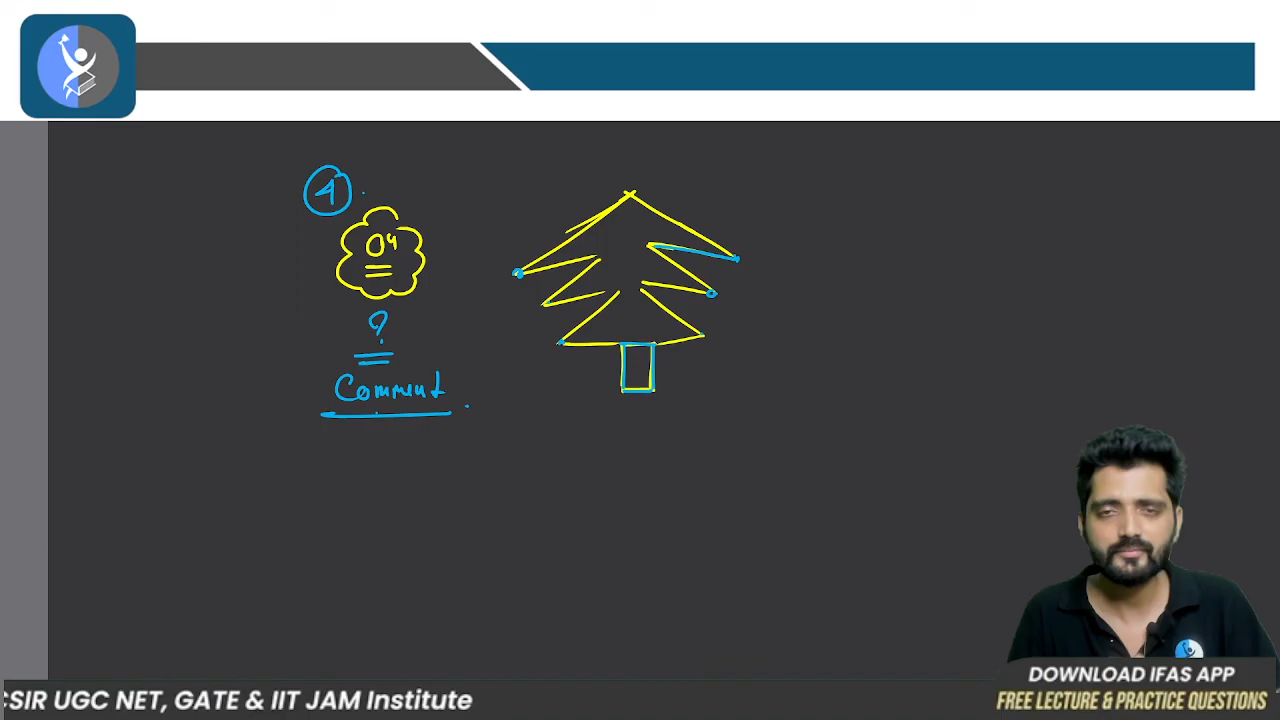 4
04
?
Comment
DOWNLOAD IFAS APP
CSIR UGC NET, GATE & IIT JAM Institute
FREE LECTURE & PRACTICE QUESTIONS